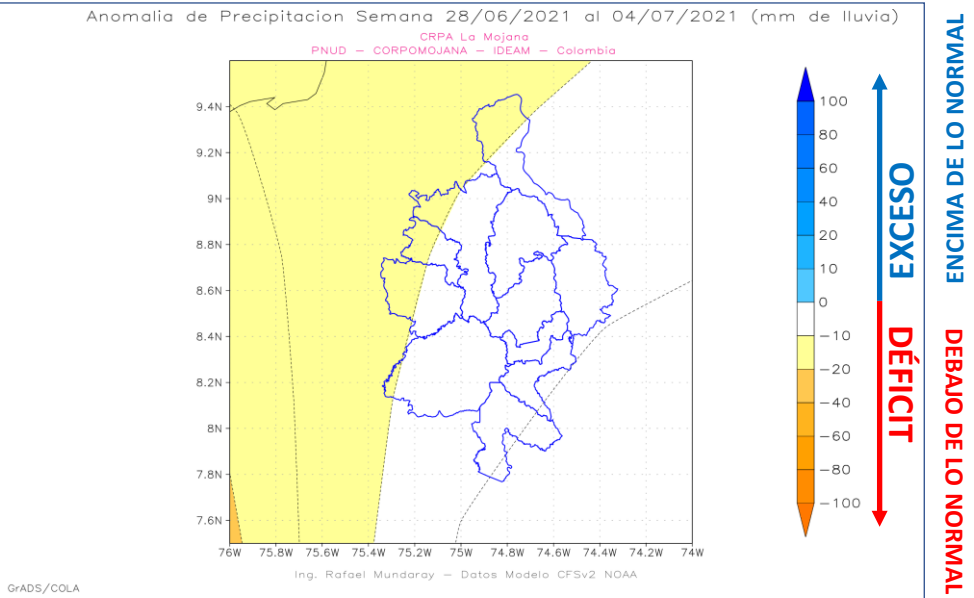 Anomalia de Precipitacion Semana 28/06/2021 al 04/07/2021 (mm de lluvia)
CRPA La Mojana
PNUD – CORPOMOJANA – IDEAM – Colombia
9.4N
9.2N
9N
8.8N
8.6N
8.4N
8.2N
8N
7.8N
7.6N
76W 75.8W 75.6W 75.4W 75.2W 75W 74.8W 74.6W 74.4W 74.2W 74W
100
80
60
40
20
10
0
−10
−20
−40
−60
−80
−100
EXCESO
DÉFICIT
ENCIMA DE LO NORMAL
DEBAJO DE LO NORMAL
Ing. Rafael Mundaray – Datos Modelo CFSv2 NOAA
GrADS/COLA